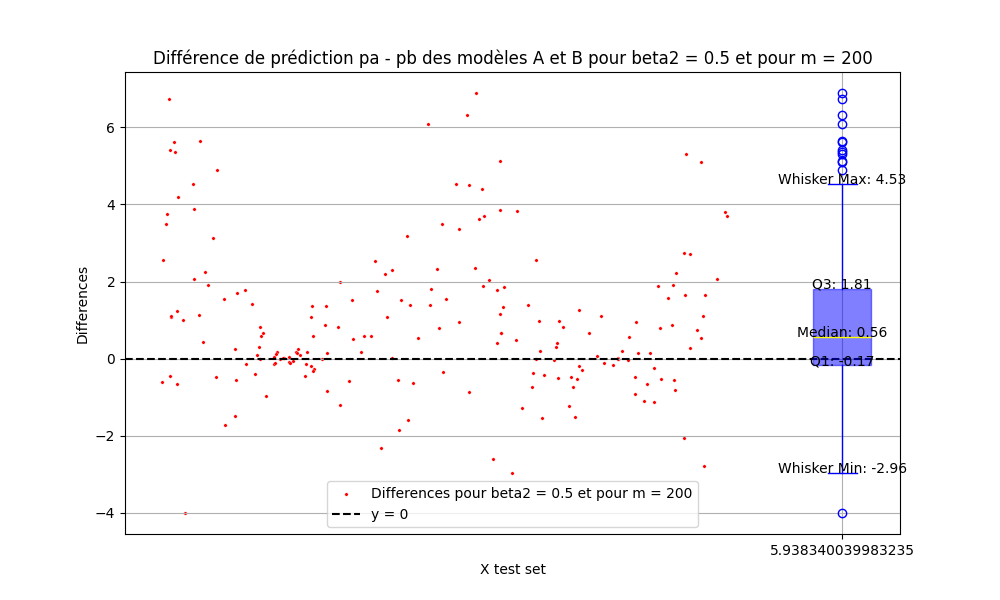 Différence de prédiction pa - pb des modèles A et B pour beta2 = 0.5 et pour m = 200
Differences
6
4
2
0
−2
−4
Whisker Max: 4.53
Q3: 1.81
Median: 0.56
Q1: -0.17
Whisker Min: -2.96
Differences pour beta2 = 0.5 et pour m = 200
y = 0
5.938340039983235
X test set